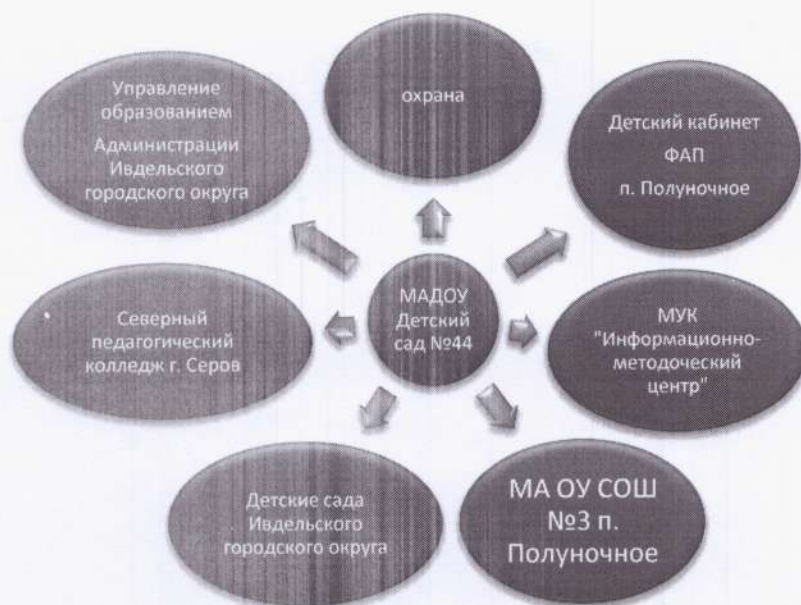 Управление
образованием
Администрации
Ивдельского
городского округа
охрана
Детский кабинет
ФАП
п. Полуночное
МАДОУ
Детский
сад №44
Северный
педагогический
колледж г. Серов
МУК
"Информационно-
методоческий
центр"
Детские сада
Ивдельского
городского округа
МА ОУ СОШ
№3 п.
Полуночное